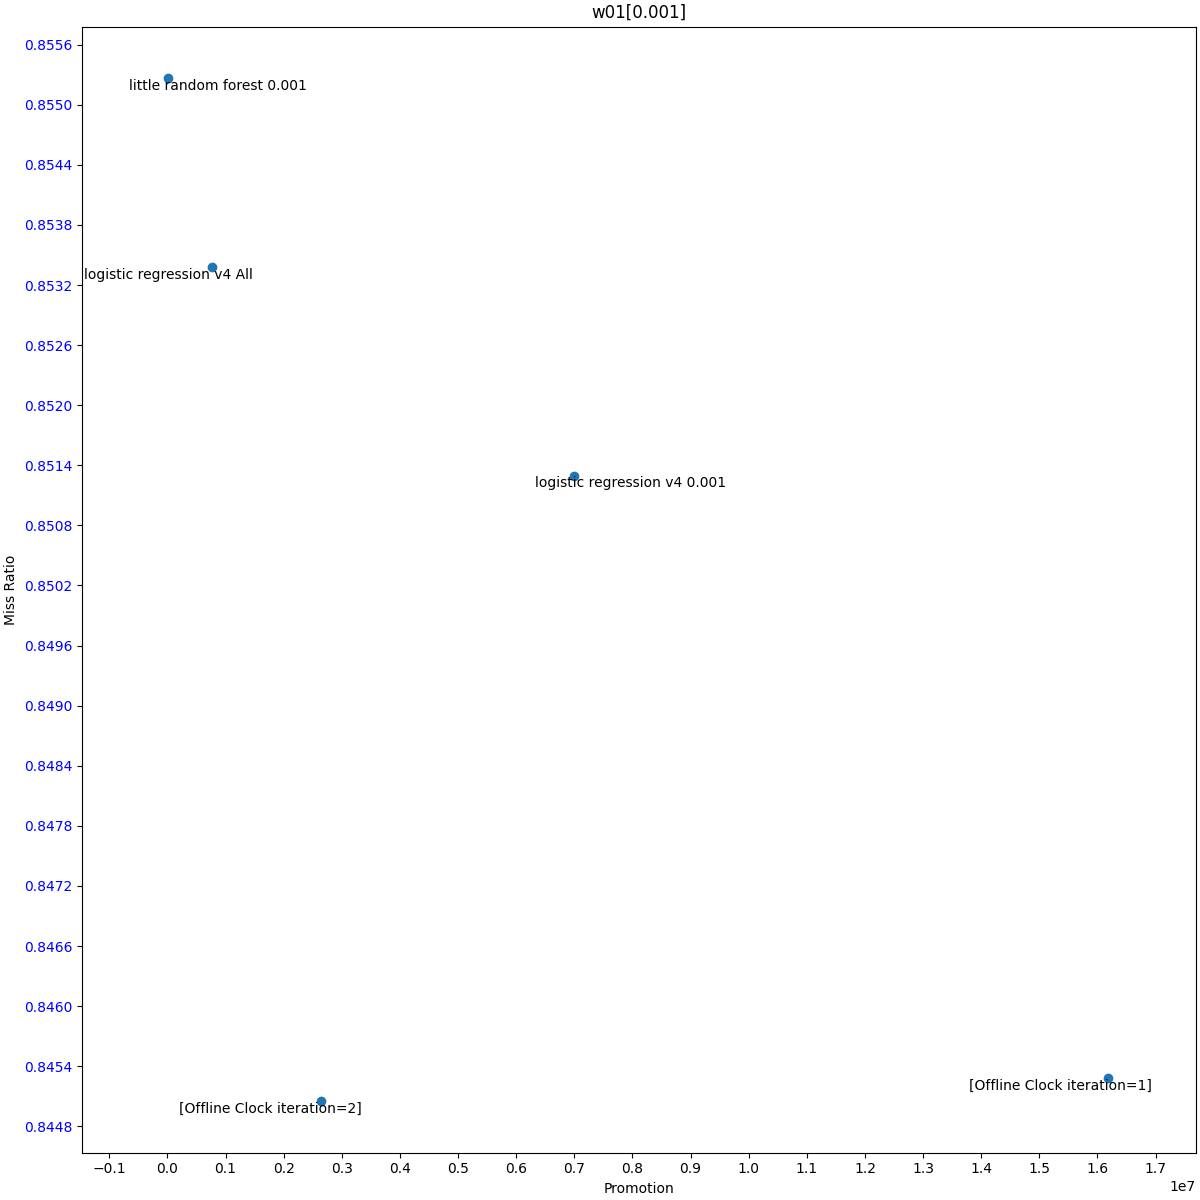 w01[0.001]
0.8556
little random forest 0.001
0.8550
0.8544
0.8538
logistic regression v4 All
0.8532
0.8526
0.8520
0.8514
logistic regression v4 0.001
0.8508
Miss Ratio
0.8502
0.8496
0.8490
0.8484
0.8478
0.8472
0.8466
0.8460
0.8454
[Offline Clock iteration=1]
[Offline Clock iteration=2]
0.8448
−0.1 0.0 0.1 0.2 0.3 0.4 0.5 0.6 0.7 0.8 0.9 1.0 1.1 1.2 1.3 1.4 1.5 1.6 1.7
Promotion
1e7